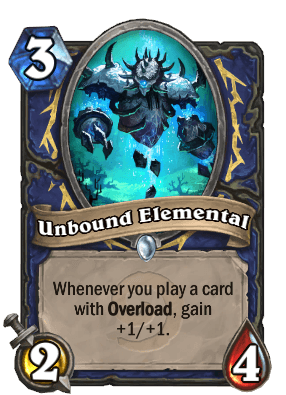 3
Unbound Elemental
Whenever you play a card
with Overload, gain
+1/+1.
2
4